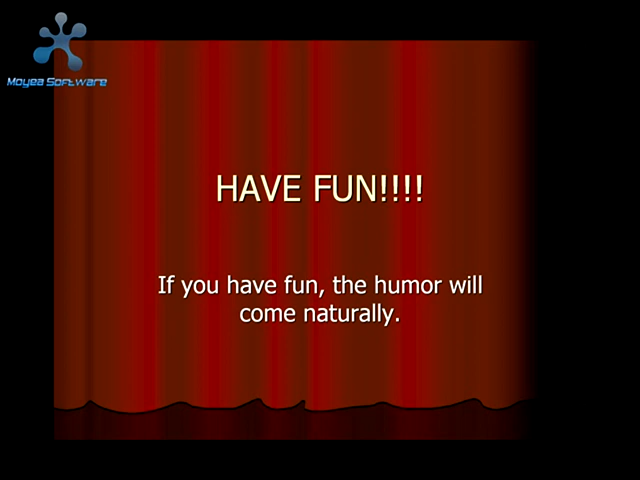 Moyea Software
HAVE FUN!!!!
If you have fun, the humor will
come naturally.